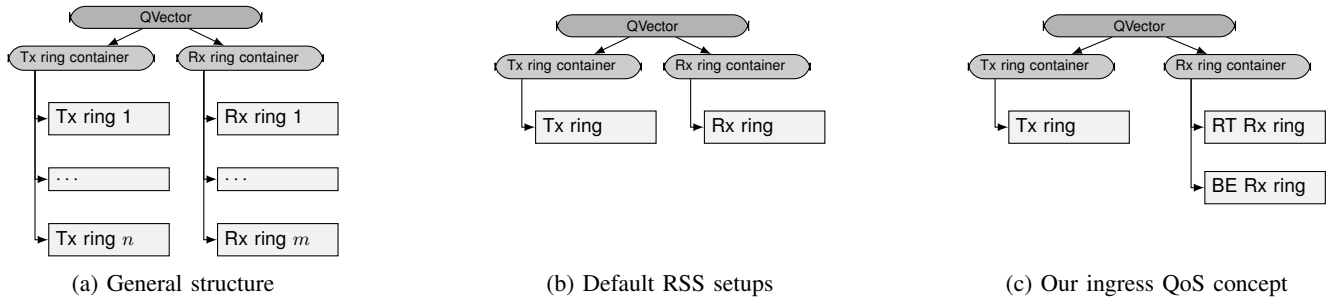 QVector
Tx ring container
Rx ring container
Tx ring 1
Rx ring 1
...
...
Tx ring n
Rx ring m
(a) General structure
QVector
Tx ring container
Rx ring container
Tx ring
Rx ring
(b) Default RSS setups
QVector
Tx ring container
Rx ring container
Tx ring
RT Rx ring
BE Rx ring
(c) Our ingress QoS concept